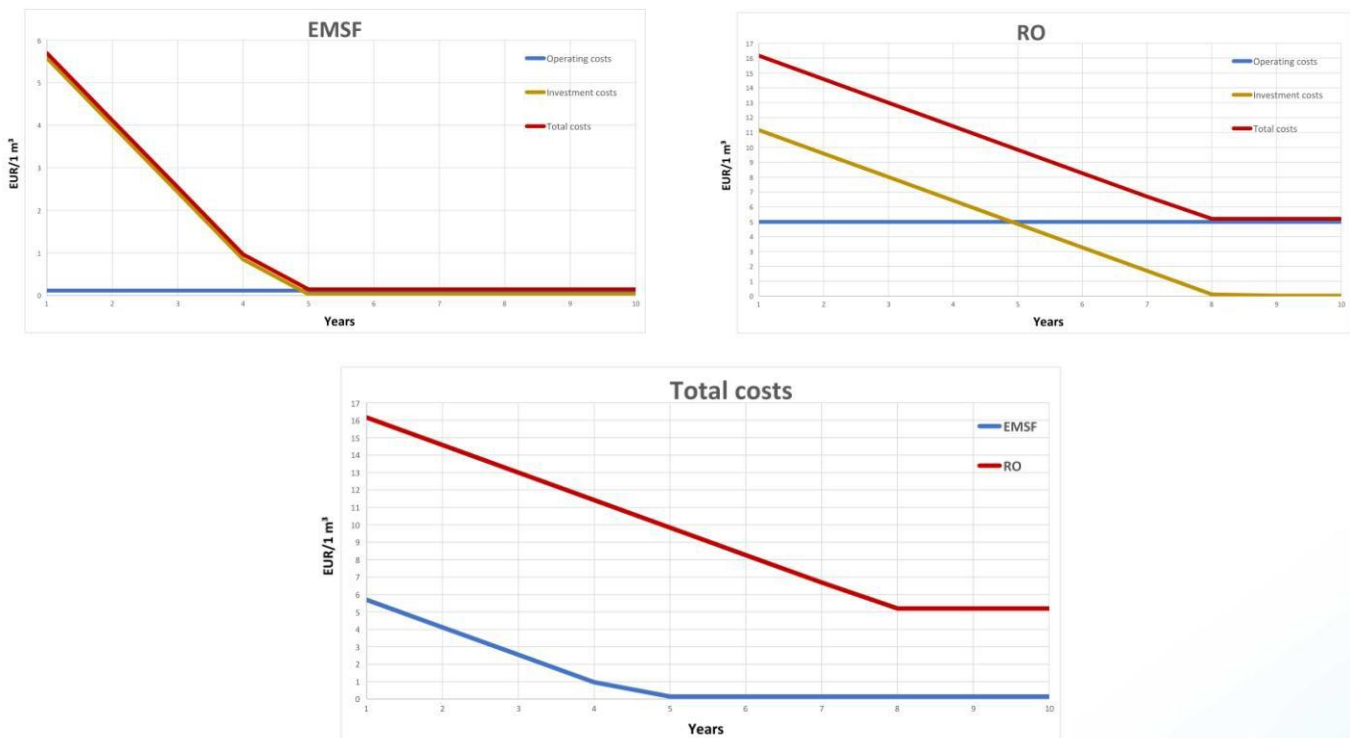 EMSF
6
5
4
3
2
1
0
EUR/1 m³
Operating costs
Investment costs
Total costs
1 2 3 4 5 6 7 8 9 10
Years
RO
17
16
15
14
13
12
11
10
9
8
7
6
5
4
3
2
1
0
EUR/1 m³
Operating costs
Investment costs
Total costs
1 2 3 4 5 6 7 8 9 10
Years
Total costs
17
16
15
14
13
12
11
10
9
8
7
6
5
4
3
2
1
0
EUR/1 m³
EMSF
RO
1 2 3 4 5 6 7 8 9 10
Years